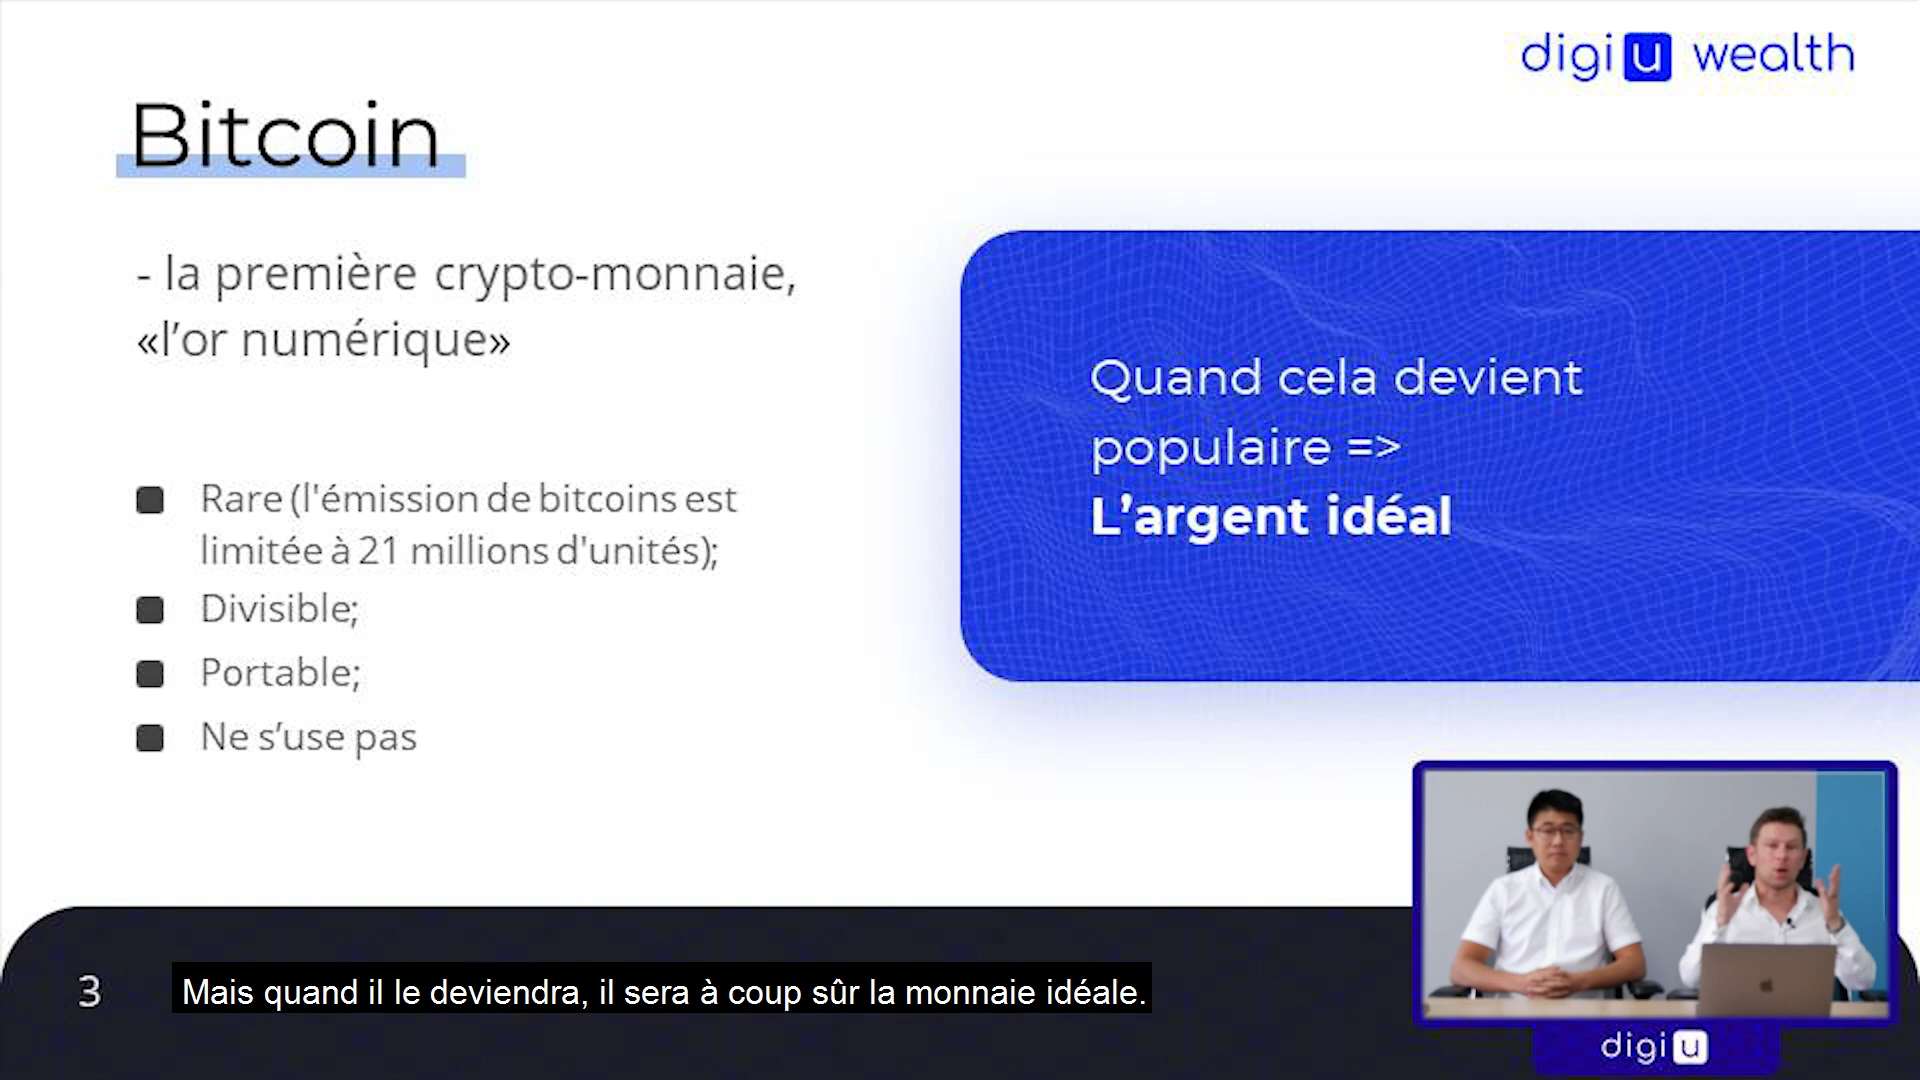 digi u wealth
Bitcoin
- la première crypto-monnaie,
«l’or numérique»
Rare (l'émission de bitcoins est
limitée à 21 millions d'unités);
Divisible;
Portable;
Ne s’use pas
Quand cela devient
populaire =>
L’argent idéal
3
Mais quand il le deviendra, il sera à coup sûr la monnaie idéale.
digi u